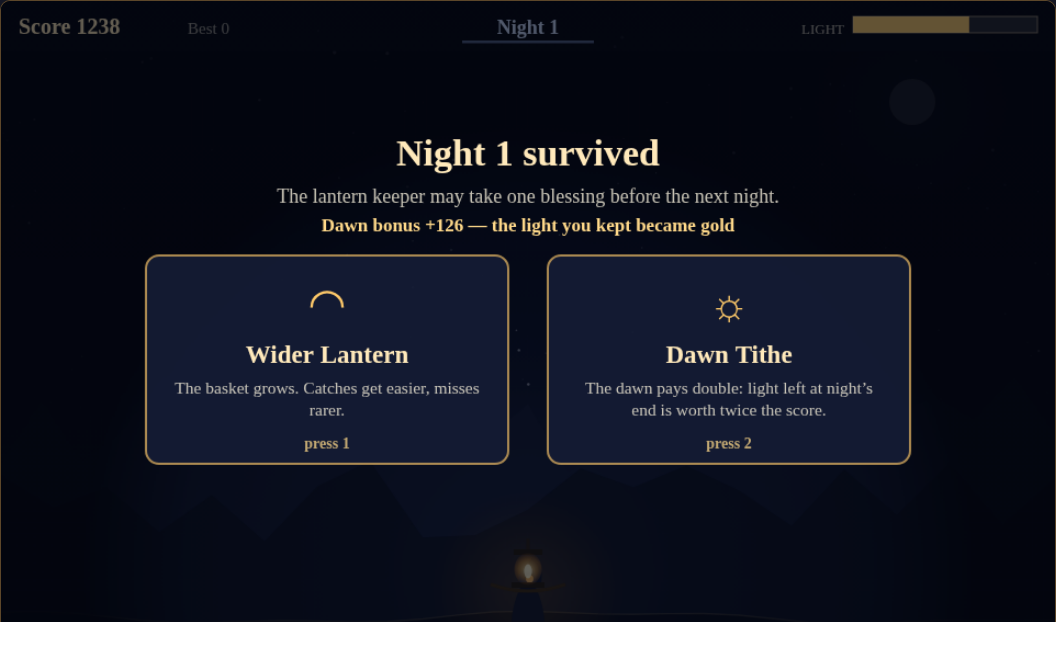 Score 1238
Best 0
Night 1
LIGHT
Night 1 survived
The lantern keeper may take one blessing before the next night.
Dawn bonus +126 — the light you kept became gold
Wider Lantern
The basket grows. Catches get easier, misses
rarer.
press 1
Dawn Tithe
The dawn pays double: light left at night’s
end is worth twice the score.
press 2